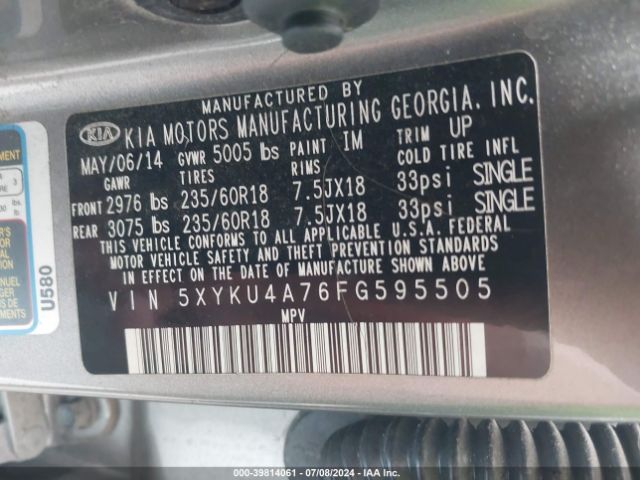 MANUFACTURED BY
KIA KIA MOTORS MANUFACTURING GEORGIA, INC.
MAY/06/14 GVWR 5005 lbs PAINT IM TRIM UP
GAWR TIRES RIMS COLD TIRE INFL
FRONT 2976 lbs 235/60R18 7.5JX18 33psi SINGLE
REAR 3075 lbs 235/60R18 7.5JX18 33psi SINGLE
THIS VEHICLE CONFORMS TO ALL APPLICABLE U.S.A. FEDERAL
MOTOR VEHICLE SAFETY AND THEFT PREVENTION STANDARDS
IN EFFECT ON THE DATE OF MANUFACTURE SHOWN ABOVE.
VIN 5XYKU4A76FG595505
MPV
U580
000-39814061 - 07/08/2024 - IAA Inc.